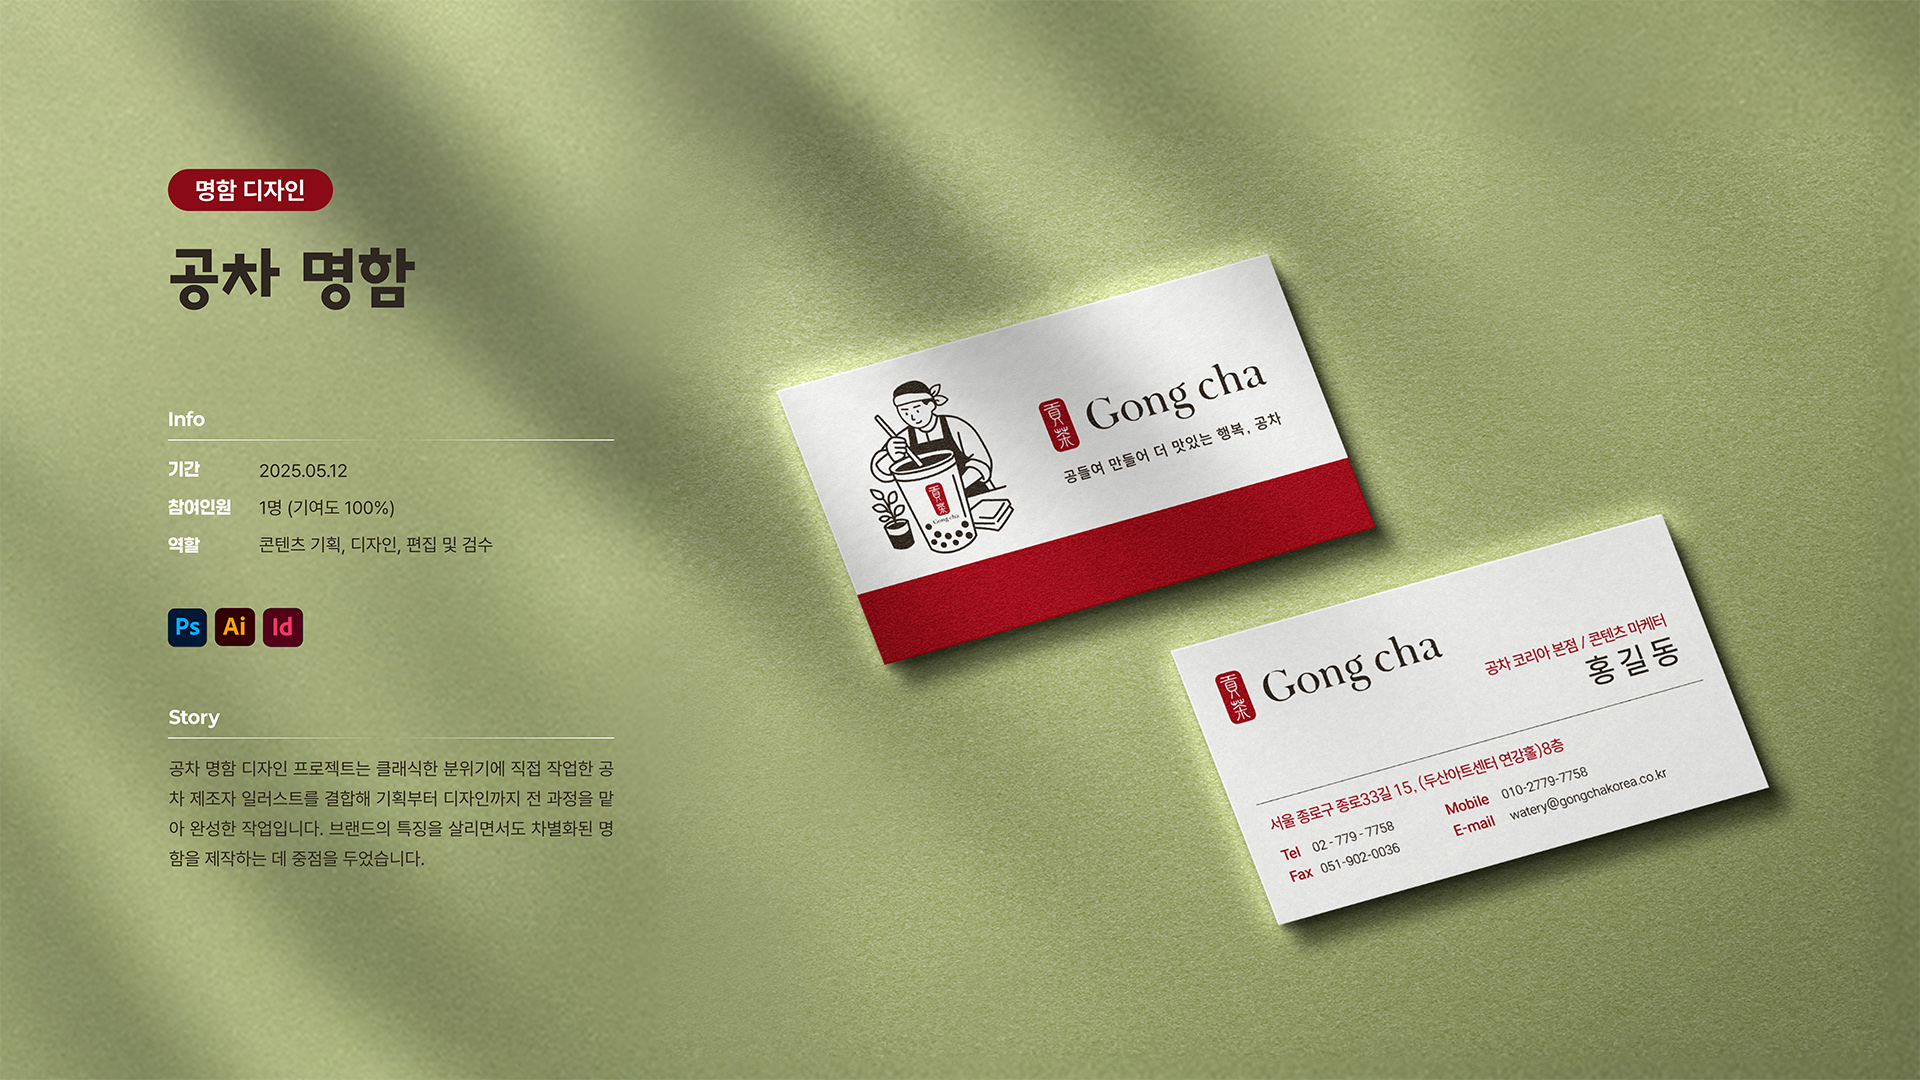 명함 디자인
공차 명함
Info
기간 2025.05.12
참여인원 1명 (기여도 100%)
역할 콘텐츠 기획, 디자인, 편집 및 검수
Ps Ai Id
Story
공차 명함 디자인 프로젝트는 클래식한 분위기에 직접 작업한 공
차 제조자 일러스트를 결합해 기획부터 디자인까지 전 과정을 맡
아 완성한 작업입니다. 브랜드의 특징을 살리면서도 차별화된 명
함을 제작하는 데 중점을 두었습니다.
貢茶 Gong cha
공들여 만들어 더 맛있는 행복, 공차
貢茶
Gong cha
貢茶 Gong cha
공차 코리아 본점 / 콘텐츠 마케터
홍길동
서울 종로구 종로33길 15, (두산아트센터 연강홀)8층
Tel 02 - 779 - 7758
Fax 051-902-0036
Mobile 010-2779-7758
E-mail watery@gongchakorea.co.kr